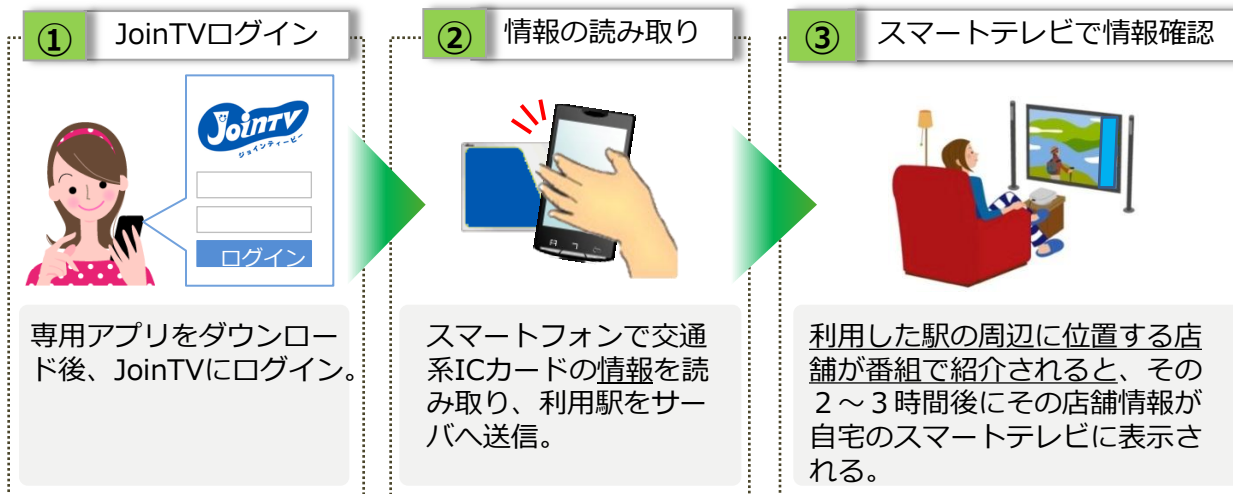 ① JoinTVログイン
JoinTV
ジョインティービー
ログイン
専用アプリをダウンロー
ド後、JoinTVにログイン。
② 情報の読み取り
スマートフォンで交通
系ICカードの情報を読
み取り、利用駅をサー
バへ送信。
③ スマートテレビで情報確認
利用した駅の周辺に位置する店
舗が番組で紹介されると、その
２～３時間後にその店舗情報が
自宅のスマートテレビに表示さ
れる。